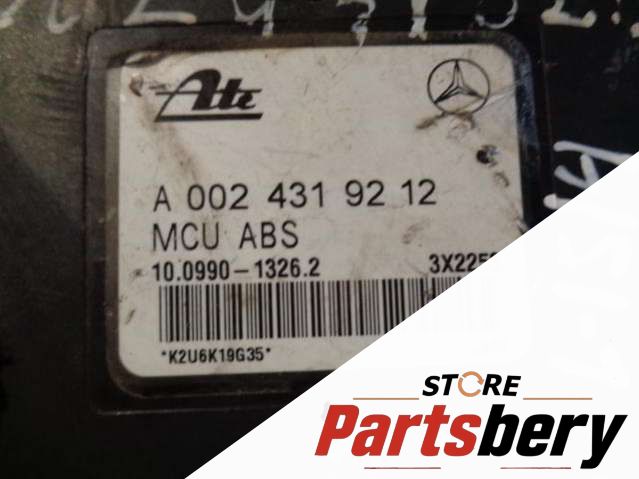 Ate
A 002 431 92 12
MCU ABS
10.0990-1326.2
*K2U6K19G35*
STORE
Partsbery